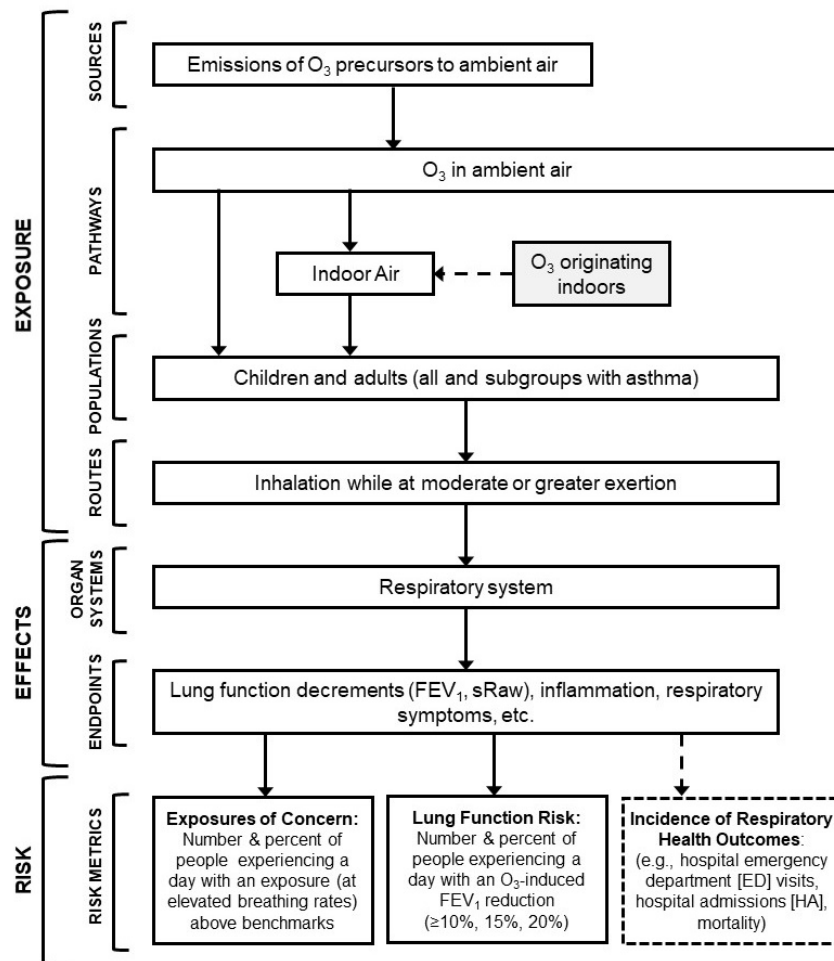 EXPOSURE
SOURCES
Emissions of O₃ precursors to ambient air
PATHWAYS
O₃ in ambient air
Indoor Air
O₃ originating
indoors
POPULATIONS
Children and adults (all and subgroups with asthma)
ROUTES
Inhalation while at moderate or greater exertion
EFFECTS
ORGAN
SYSTEMS
Respiratory system
ENDPOINTS
Lung function decrements (FEV₁, sRaw), inflammation, respiratory
symptoms, etc.
RISK
RISK METRICS
Exposures of Concern:
Number & percent of
people experiencing a
day with an exposure (at
elevated breathing rates)
above benchmarks
Lung Function Risk:
Number & percent of
people experiencing a
day with an O₃-induced
FEV₁ reduction
(≥10%, 15%, 20%)
Incidence of Respiratory
Health Outcomes:
(e.g., hospital emergency
department [ED] visits,
hospital admissions [HA],
mortality)